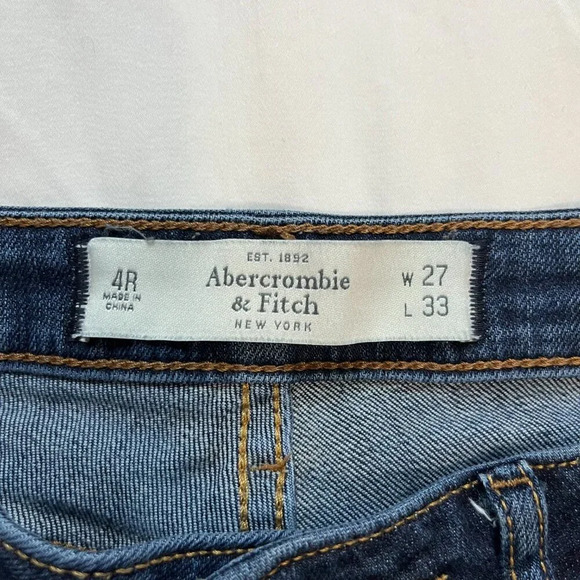 4R
MADE IN
CHINA
EST. 1892
Abercrombie
& Fitch
NEW YORK
W 27
L 33